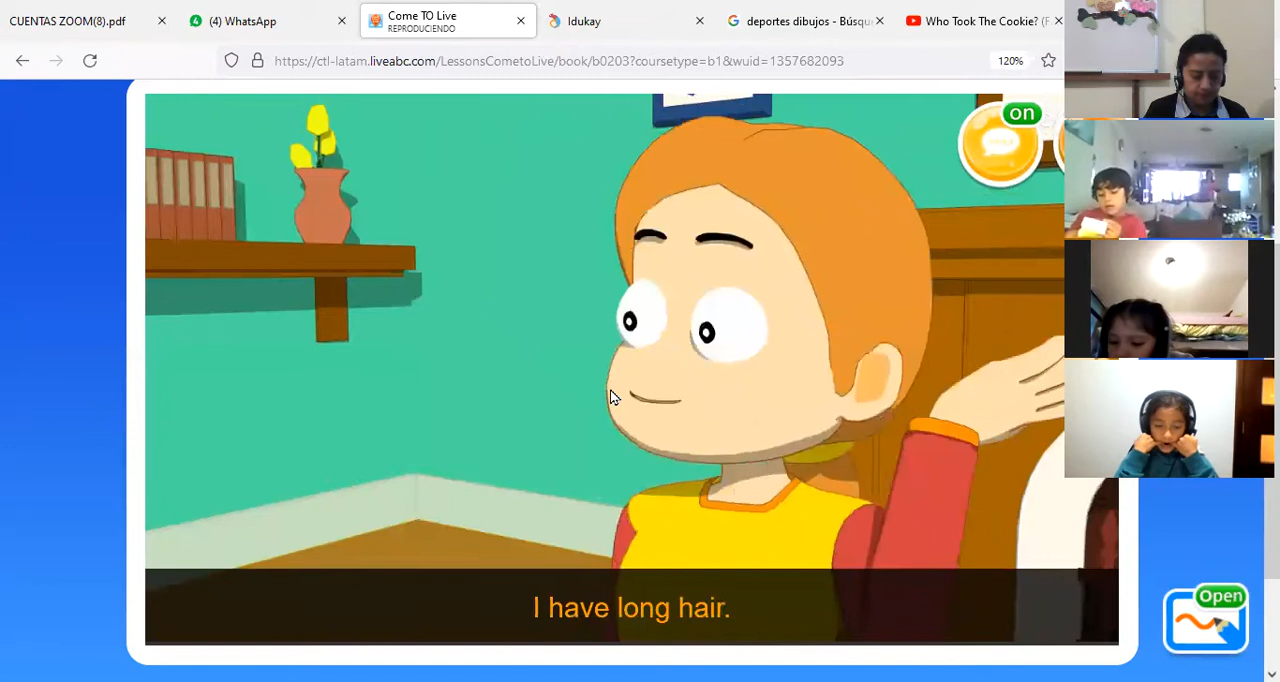 CUENTAS ZOOM(8).pdf
(4) WhatsApp
Come TO Live
REPRODUCIENDO
Idukay
deportes dibujos - Búsqu
Who Took The Cookie? (F
https://ctl-latam.liveabc.com/LessonsCometoLive/book/b0203?coursetype=b1&wuid=1357682093
120%
on
I have long hair.
Open